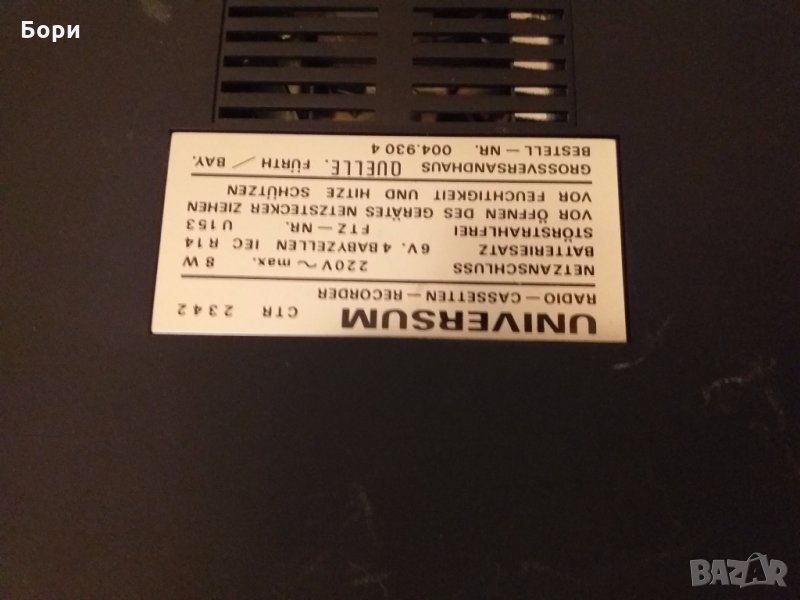 Бори
UNIVERSUM CTR 2342
RADIO – CASSETTEN – RECORDER
NETZANSCHLUSS 220V ~ max. 8 W
BATTERIESATZ 6V. 4 BABYZELLEN IEC R14
STÖRSTRAHLFREI FTZ – NR. U 153
VOR ÖFFNEN DES GERÄTES NETZSTECKER ZIEHEN
VOR FEUCHTIGKEIT UND HITZE SCHÜTZEN
GROSSVERSANDHAUS QUELLE. FÜRTH / BAY.
BESTELL – NR. 004.930 4
BAZAR